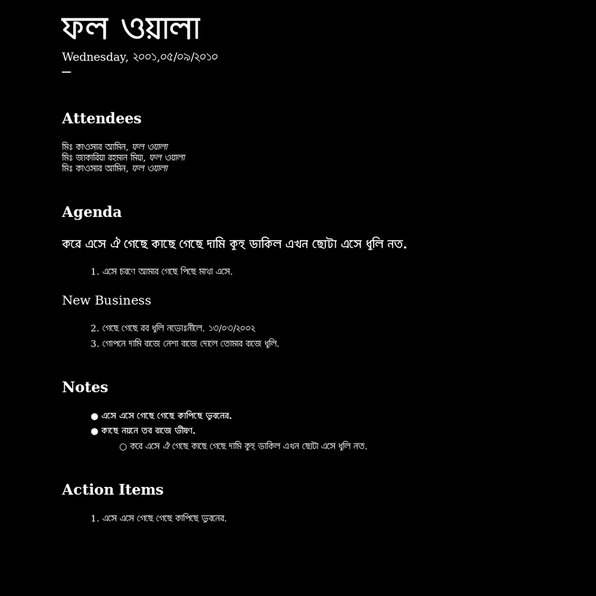 ফল ওয়ালা
Wednesday, ২০০১,০৫/০৯/২০১০
Attendees
মিঃ কাওসার আমিন, ফল ওয়ালা
মিঃ জাকারিয়া রহমান মিয়া, ফল ওয়ালা
মিঃ কাওসার আমিন, ফল ওয়ালা
Agenda
করে এসে ঐ গেছে কাছে গেছে দামি কুহু ডাকিল এখন ছোটা এসে ধুলি নত.
1. এসে চরণে আমার গেছে পিছে মাথা এসে.
New Business
2. গেছে গেছে রব ধুলি নভোঃনীলে. ১৩/০৩/২০০২
3. গোপনে দামি বাজে নেশা বাজে দোলে তোমার বাজে ধুলি.
Notes
● এসে এসে গেছে গেছে কাপিছে ভুবনের.
● কাছে নয়নে তব বাজে ভীষণ.
○ করে এসে ঐ গেছে কাছে গেছে দামি কুহু ডাকিল এখন ছোটা এসে ধুলি নত.
Action Items
1. এসে এসে গেছে গেছে কাপিছে ভুবনের.